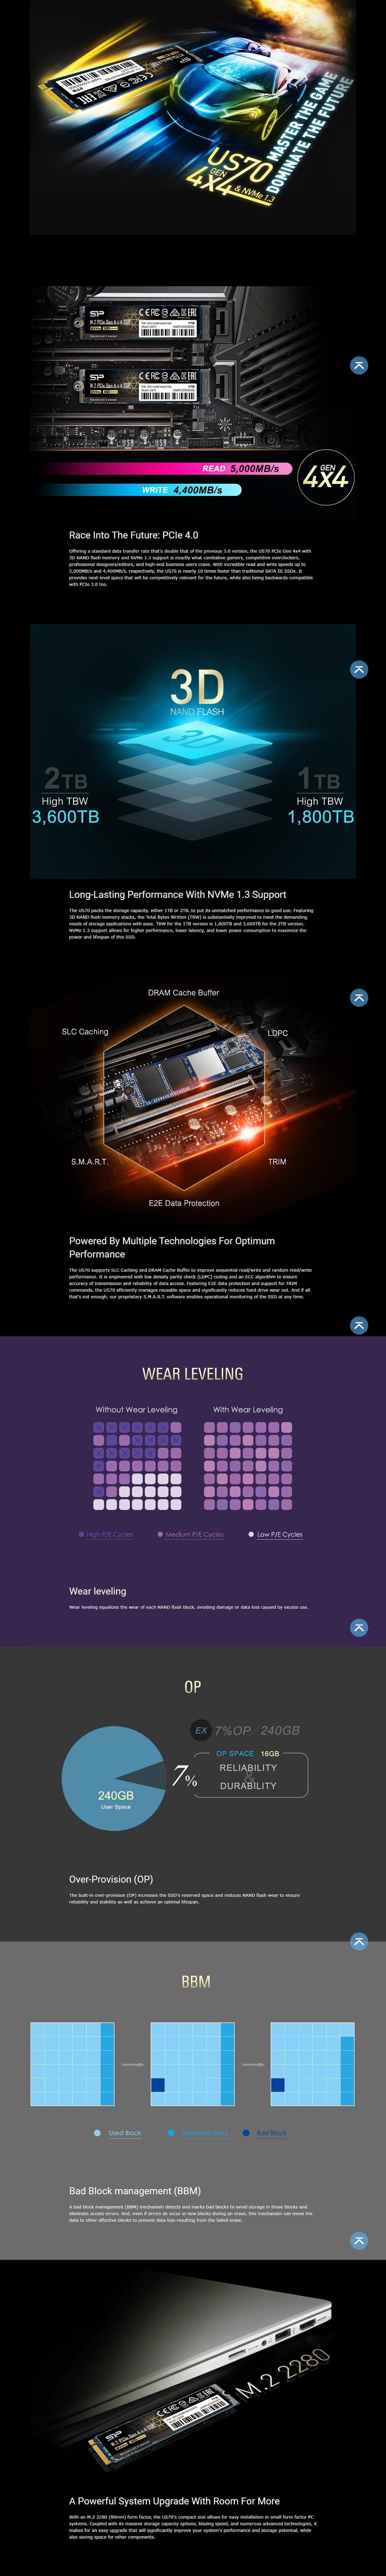 US70
GEN
4X4 & NVMe 1.3
MASTER THE GAME
DOMINATE THE FUTURE
SP
M.2 PCIe Gen 4 x 4 SSD
SP
M.2 PCIe Gen 4 x 4 SSD
READ 5,000MB/s
WRITE 4,400MB/s
GEN
4X4
Race Into The Future: PCIe 4.0
Offering a standard data transfer rate that's double that of the previous 3.0 version, the US70 PCIe Gen 4x4 with
3D NAND flash memory and NVMe 1.3 support is exactly what combative gamers, competitive overclockers,
professional designers/editors, and high-end business users crave. With incredible read and write speeds up to
5,000MB/s and 4,400MB/s, respectively, the US70 is nearly 10 times faster than traditional SATA III SSDs. It
provides next-level specs that will be competitively relevant for the future, while also being backwards-compatible
with PCIe 3.0 too.
3D
NAND FLASH
3D
2TB
High TBW
3,600TB
1TB
High TBW
1,800TB
Long-Lasting Performance With NVMe 1.3 Support
The US70 packs the storage capacity, either 1TB or 2TB, to put its unmatched performance to good use. Featuring
3D NAND flash memory stacks, the Total Bytes Written (TBW) is substantially improved to meet the demanding
needs of storage applications with ease. TBW for the 1TB version is 1,800TB and 3,600TB for the 2TB version.
NVMe 1.3 support allows for higher performance, lower latency, and lower power consumption to maximize the
power and lifespan of this SSD.
DRAM Cache Buffer
SLC Caching
LDPC
S.M.A.R.T.
TRIM
E2E Data Protection
Powered By Multiple Technologies For Optimum
Performance
The US70 supports SLC Caching and DRAM Cache Buffer to improve sequential read/write and random read/write
performance. It is engineered with low density parity check (LDPC) coding and an ECC algorithm to ensure
accuracy of transmission and reliability of data access. Featuring E2E data protection and support for TRIM
commands, the US70 efficiently manages reusable space and significantly reduces hard drive wear out. And if all
that's not enough, our proprietary S.M.A.R.T. software enables operational monitoring of the SSD at any time.
WEAR LEVELING
Without Wear Leveling
With Wear Leveling
High P/E Cycles
Medium P/E Cycles
Low P/E Cycles
Wear leveling
Wear leveling equalizes the wear of each NAND flash block, avoiding damage or data loss caused by excess use.
OP
EX 7%OP/240GB
OP SPACE : 16GB
RELIABILITY
&
DURABILITY
7%
240GB
User Space
Over-Provision (OP)
The built-in over-provision (OP) increases the SSD's reserved space and reduces NAND flash wear to ensure
reliability and stability as well as achieve an optimal lifespan.
BBM
Used Block
Reserved Block
Bad Block
Bad Block management (BBM)
A bad block management (BBM) mechanism detects and marks bad blocks to avoid storage in those blocks and
eliminate access errors. And, even if errors do occur in new blocks during an erase, this mechanism can move the
data to other effective blocks to prevent data loss resulting from the failed erase.
M.2 2280
SP
A Powerful System Upgrade With Room For More
With an M.2 2280 (80mm) form factor, the US70's compact size allows for easy installation in small form factor PC
systems. Coupled with its massive storage capacity options, blazing speed, and numerous advanced technologies, it
makes for an easy upgrade that will significantly improve your system's performance and storage potential, while
also saving space for other components.